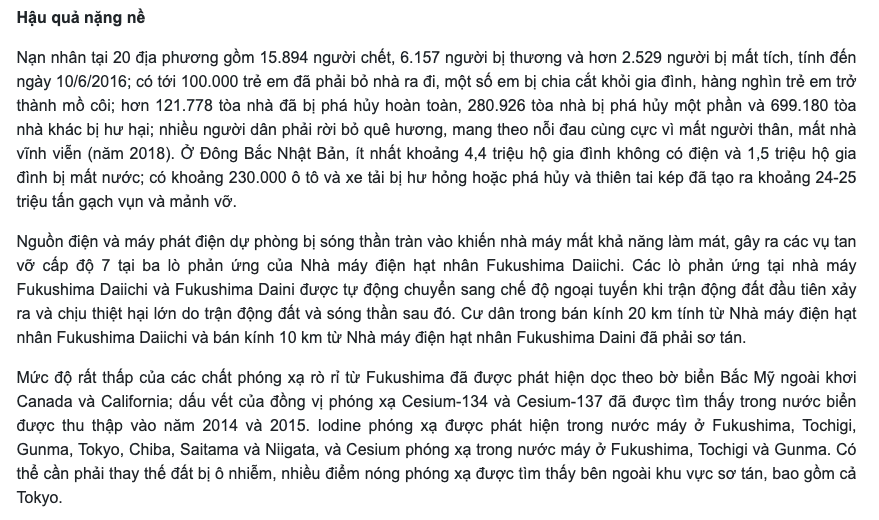 Hậu quả nặng nề
Nạn nhân tại 20 địa phương gồm 15.894 người chết, 6.157 người bị thương và hơn 2.529 người bị mất tích, tính đến
ngày 10/6/2016; có tới 100.000 trẻ em đã phải bỏ nhà ra đi, một số em bị chia cắt khỏi gia đình, hàng nghìn trẻ em trở
thành mồ côi; hơn 121.778 tòa nhà đã bị phá hủy hoàn toàn, 280.926 tòa nhà bị phá hủy một phần và 699.180 tòa
nhà khác bị hư hại; nhiều người dân phải rời bỏ quê hương, mang theo nỗi đau cùng cực vì mất người thân, mất nhà
vĩnh viễn (năm 2018). Ở Đông Bắc Nhật Bản, ít nhất khoảng 4,4 triệu hộ gia đình không có điện và 1,5 triệu hộ gia
đình bị mất nước; có khoảng 230.000 ô tô và xe tải bị hư hỏng hoặc phá hủy và thiên tai kép đã tạo ra khoảng 24-25
triệu tấn gạch vụn và mảnh vỡ.
Nguồn điện và máy phát điện dự phòng bị sóng thần tràn vào khiến nhà máy mất khả năng làm mát, gây ra các vụ tan
vỡ cấp độ 7 tại ba lò phản ứng của Nhà máy điện hạt nhân Fukushima Daiichi. Các lò phản ứng tại nhà máy
Fukushima Daiichi và Fukushima Daini được tự động chuyển sang chế độ ngoại tuyến khi trận động đất đầu tiên xảy
ra và chịu thiệt hại lớn do trận động đất và sóng thần sau đó. Cư dân trong bán kính 20 km tính từ Nhà máy điện hạt
nhân Fukushima Daiichi và bán kính 10 km từ Nhà máy điện hạt nhân Fukushima Daini đã phải sơ tán.
Mức độ rất thấp của các chất phóng xạ rò rỉ từ Fukushima đã được phát hiện dọc theo bờ biển Bắc Mỹ ngoài khơi
Canada và California; dấu vết của đồng vị phóng xạ Cesium-134 và Cesium-137 đã được tìm thấy trong nước biển
được thu thập vào năm 2014 và 2015. Iodine phóng xạ được phát hiện trong nước máy ở Fukushima, Tochigi,
Gunma, Tokyo, Chiba, Saitama và Niigata, và Cesium phóng xạ trong nước máy ở Fukushima, Tochigi và Gunma. Có
thể cần phải thay thế đất bị ô nhiễm, nhiều điểm nóng phóng xạ được tìm thấy bên ngoài khu vực sơ tán, bao gồm cả
Tokyo.